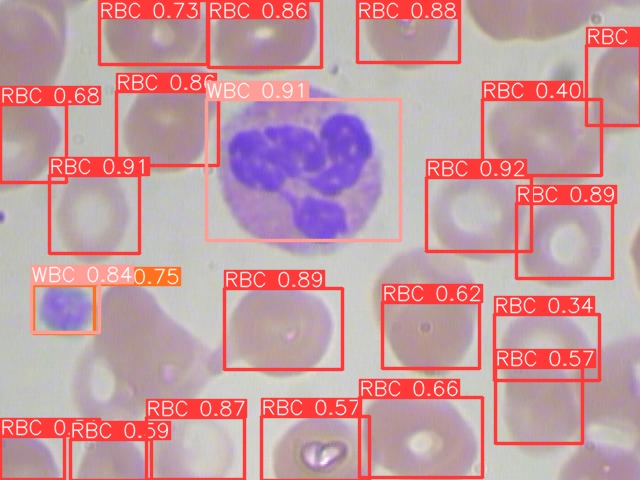 RBC 0.73
RBC 0.86
RBC 0.88
RBC
RBC 0.68
RBC 0.86
WBC 0.91
RBC 0.40
RBC 0.91
RBC 0.92
RBC 0.89
WBC 0.84
0.75
RBC 0.89
RBC 0.62
RBC 0.34
RBC 0.57
RBC 0.66
RBC 0.87
RBC 0.57
RBC
RBC 0.59